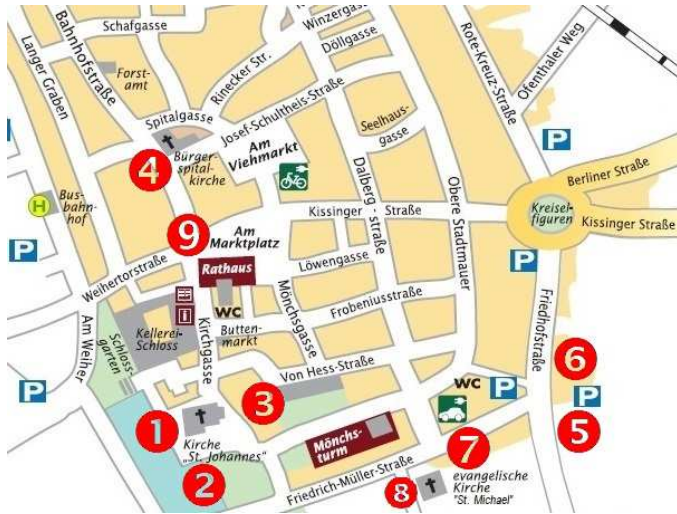 Schafgasse
Winzergasse
Döllgasse
Ofenthaler Weg
Langer Graben
Bahnhofstraße
Rinecker Str.
Rote-Kreuz-Straße
Forst-
amt
Spitalgasse
Josef-Schultheis-Straße
Seelhaus-
gasse
P
Am
Viehmarkt
4
Bürger-
spital-
kirche
Dalberg - straße
Obere Stadtmauer
Berliner Straße
H
Bus-
bahn-
hof
9
Am
Marktplatz
Kissinger Straße
Kreisel-
figuren
Kissinger Straße
P
Weihertorstraße
Rathaus
Löwengasse
P
Mönchsgasse
WC
Frobeniusstraße
Friedhofstraße
i
Am Weiher
Schloss-
garten
Kellerei-
Schloss
Kirchgasse
Butten-
markt
Von Hess-Straße
6
P
WC
P
P
1
3
Kirche
„St. Johannes"
Mönchs-
turm
7
5
2
Friedrich-Müller-Straße
8
evangelische
Kirche
"St. Michael"